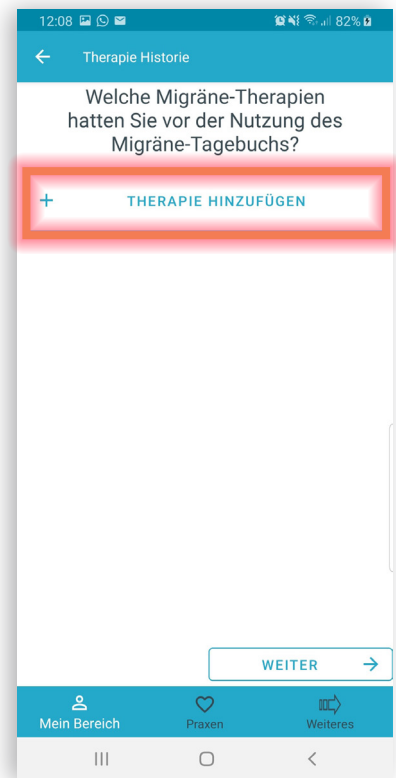 12:08 82%
Therapie Historie
Welche Migräne-Therapien
hatten Sie vor der Nutzung des
Migräne-Tagebuchs?
+ THERAPIE HINZUFÜGEN
WEITER →
Mein Bereich Praxen Weiteres